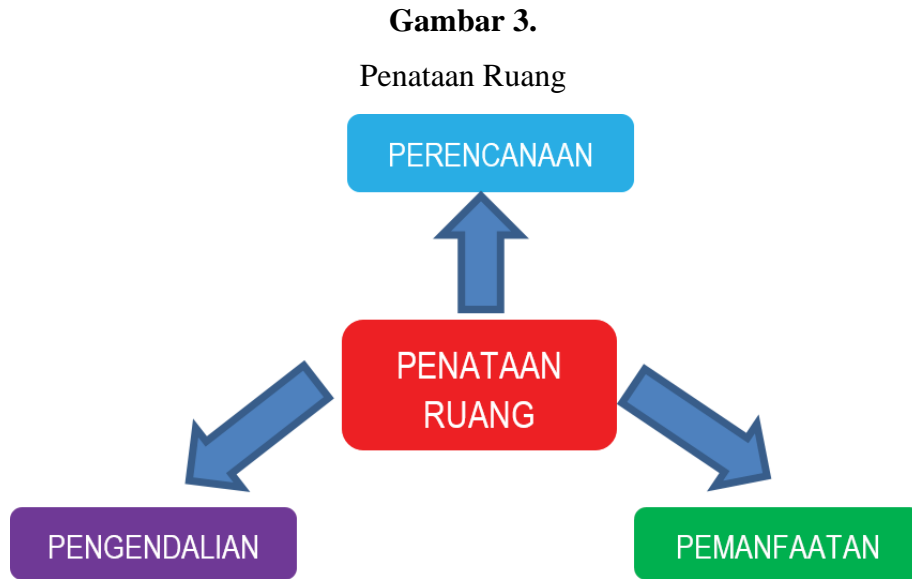 Gambar 3.
Penataan Ruang
PERENCANAAN
PENATAAN
RUANG
PENGENDALIAN
PEMANFAATAN